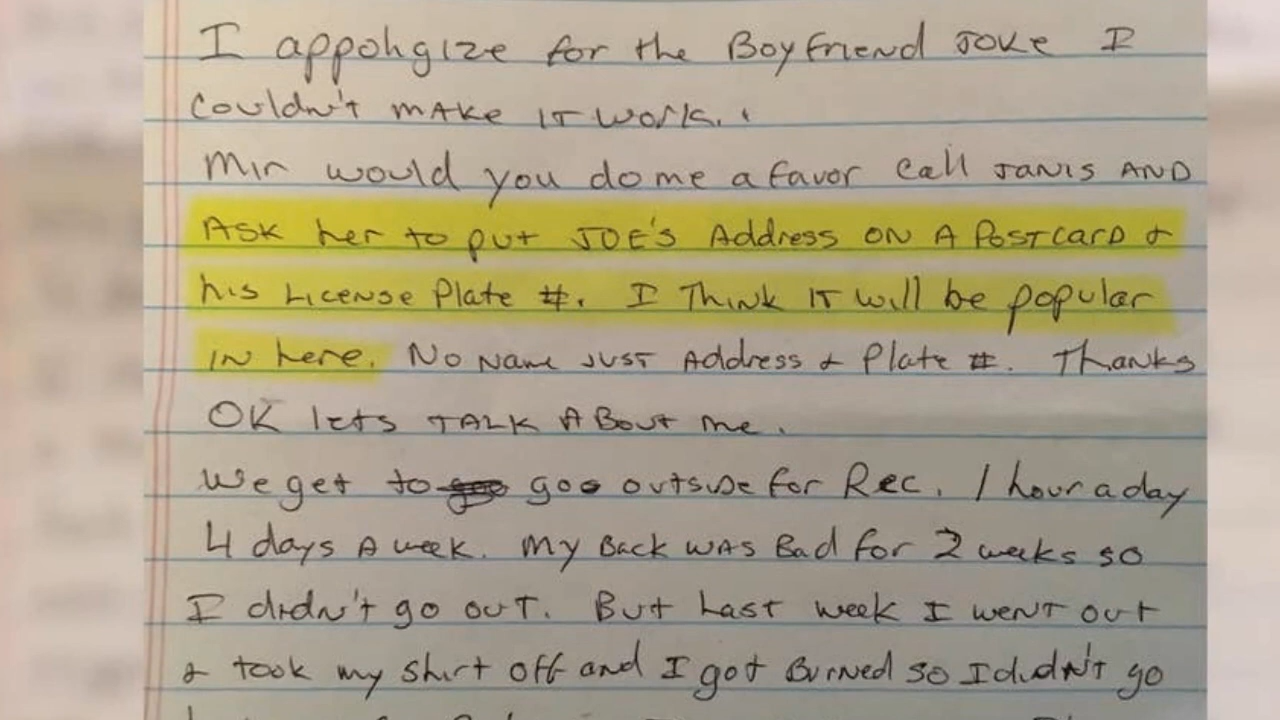 I appohgize for the Boyfriend JOKE I
couldn't make IT work.
Min would you do me a favor call JANIS AND
ASK her to put JOE'S Address ON A PostCARD &
his License Plate #. I Think IT will be popular
IN here. No Name JUST Address & Plate #. Thanks
OK lets TALK About me.
We get to go outside for Rec. 1 hour a day
4 days A week. My Back WAS Bad for 2 weeks so
I didn't go out. But Last week I went out
& took my shirt off and I got Burned so I didn't go